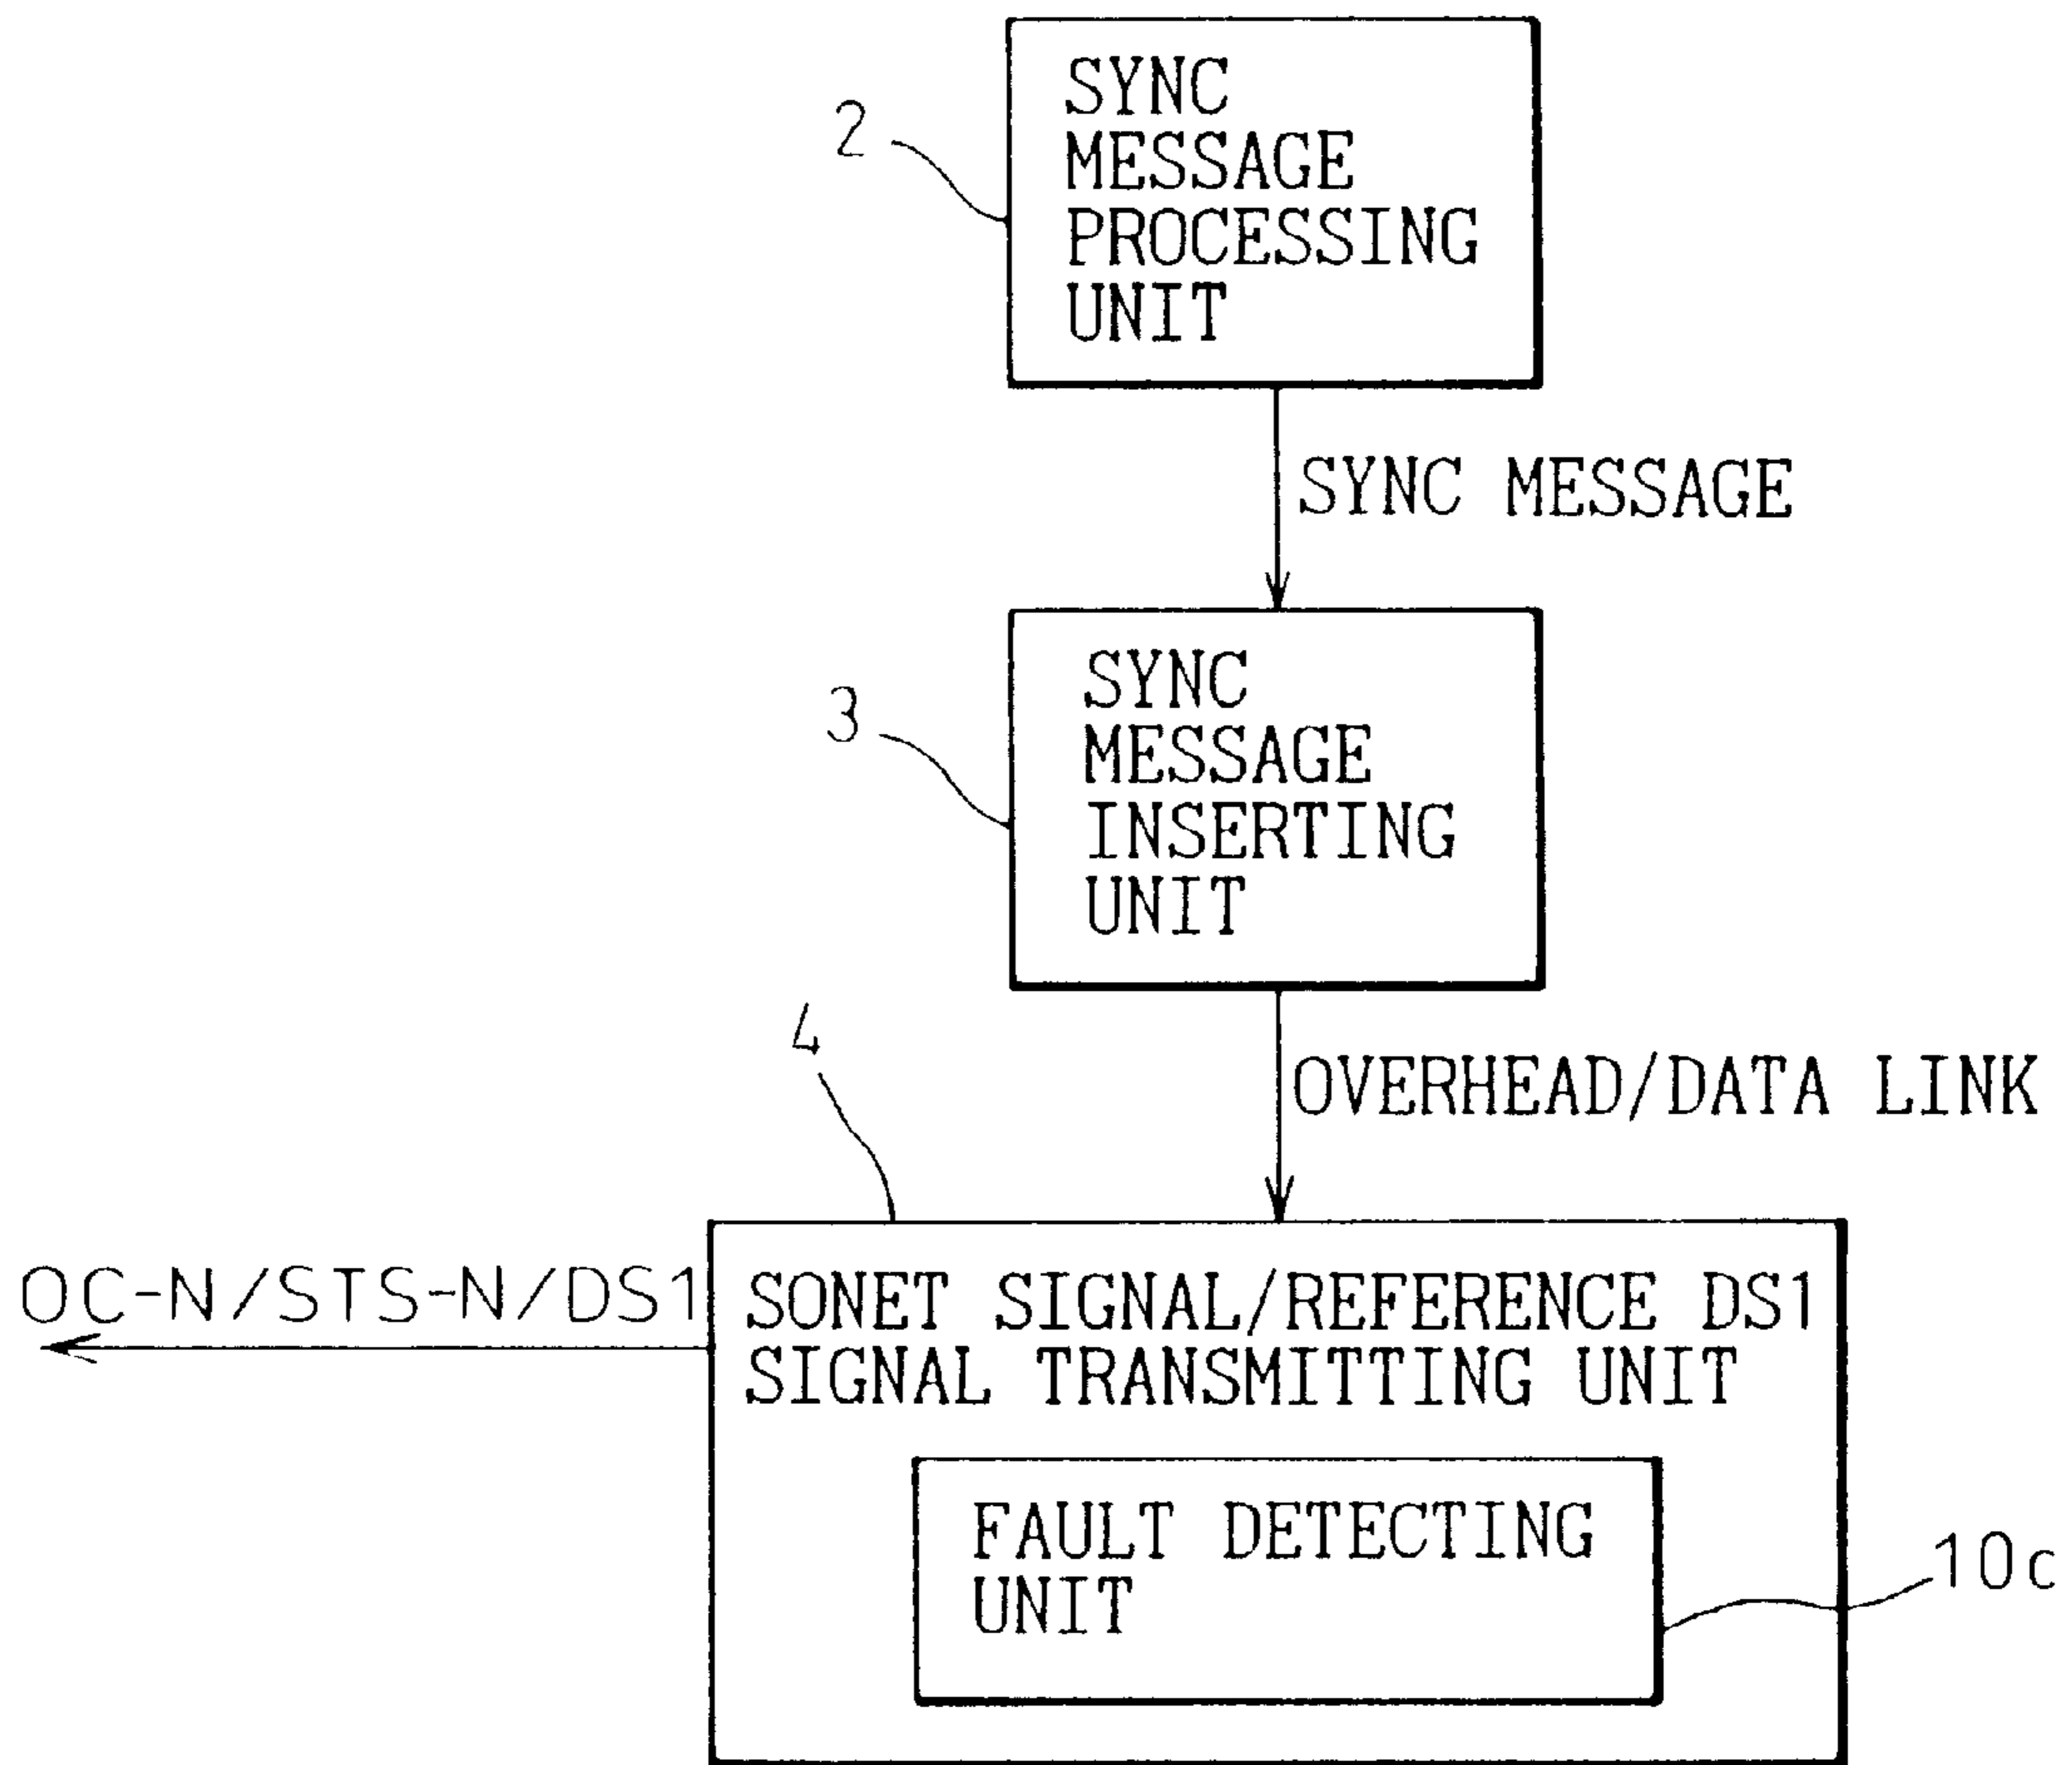 2
SYNC
MESSAGE
PROCESSING
UNIT
SYNC MESSAGE
3
SYNC
MESSAGE
INSERTING
UNIT
4
OVERHEAD/DATA LINK
OC-N/STS-N/DS1
SONET SIGNAL/REFERENCE DS1
SIGNAL TRANSMITTING UNIT
FAULT DETECTING
UNIT
10c